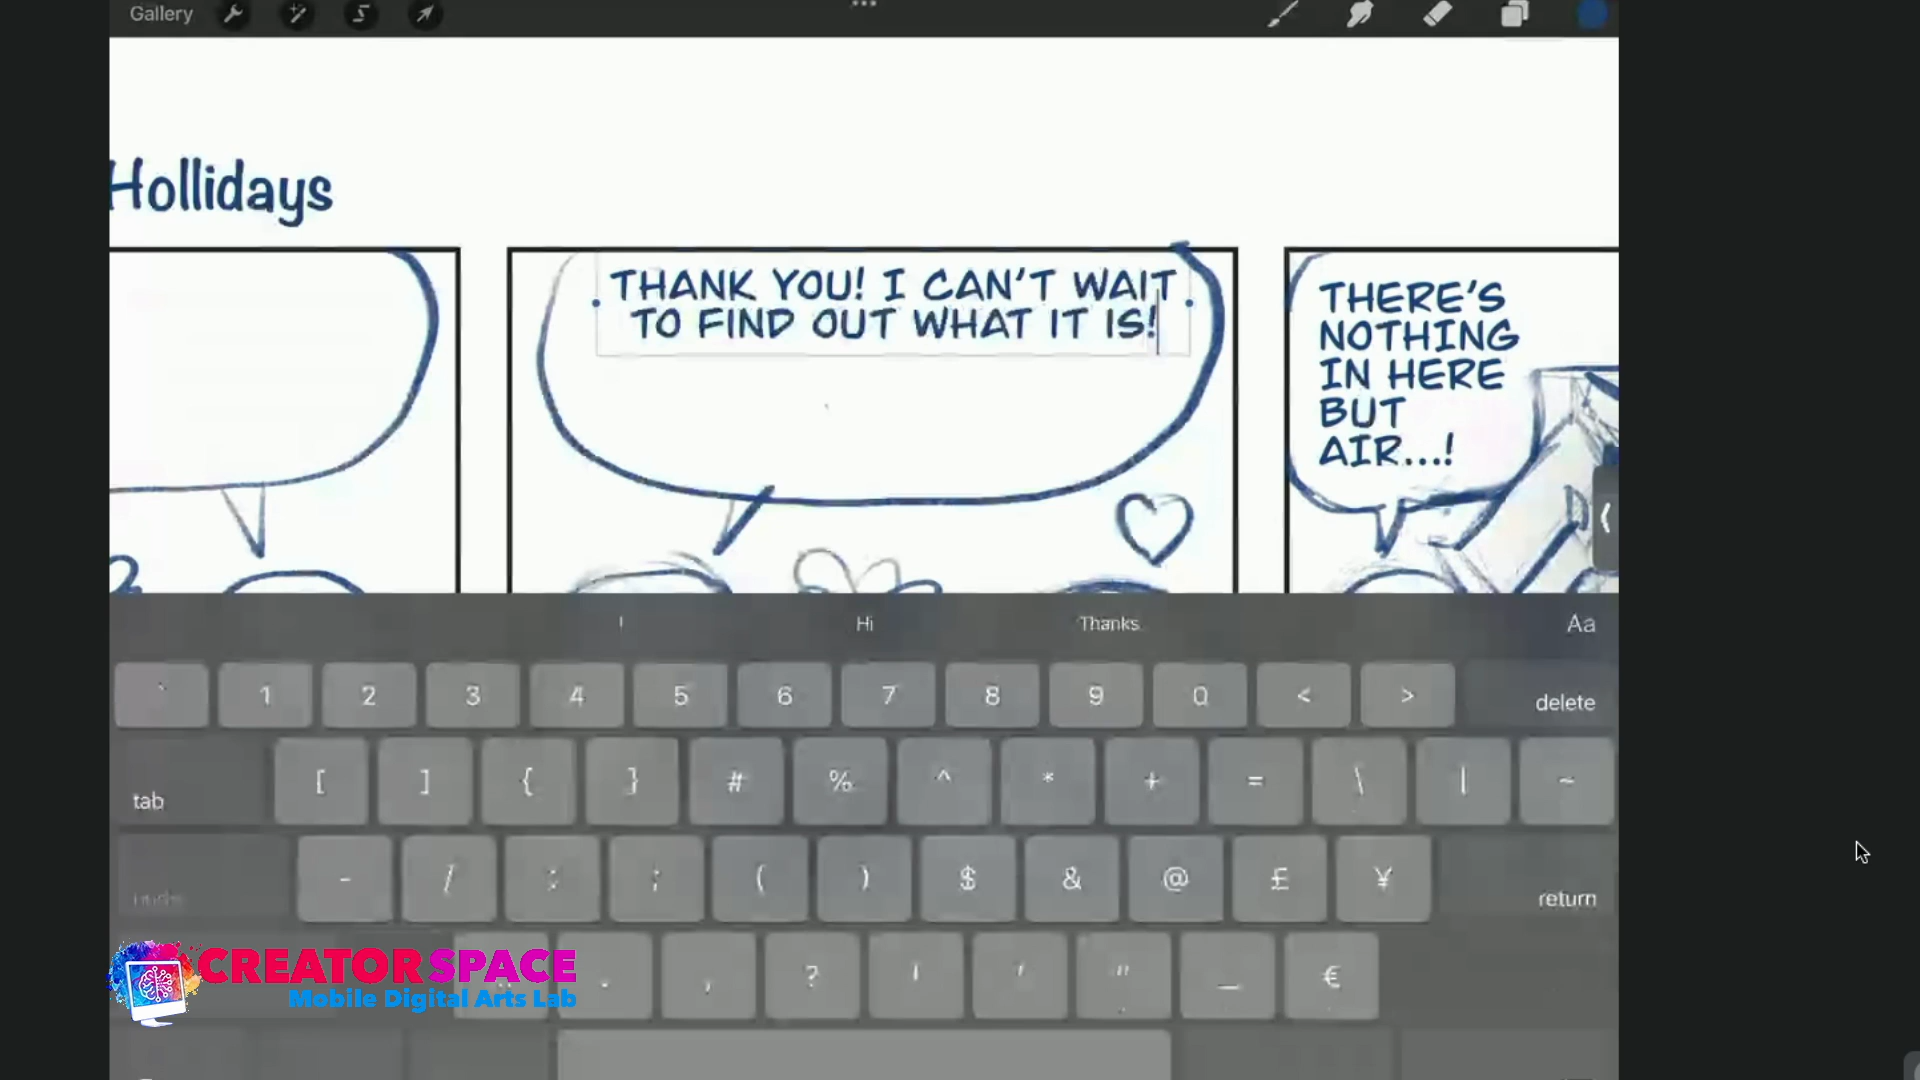 Gallery
Hollidays
THANK YOU! I CAN'T WAIT
TO FIND OUT WHAT IT IS!
THERE'S
NOTHING
IN HERE
BUT
AIR...!
! Hi Thanks Aa
` 1 2 3 4 5 6 7 8 9 0 < > delete
tab [ ] { } # % ^ * + = \ | ~
undo - / : ; ( ) $ & @ £ ¥ return
. , ? ! ' " _ €
CREATORSPACE
Mobile Digital Arts Lab